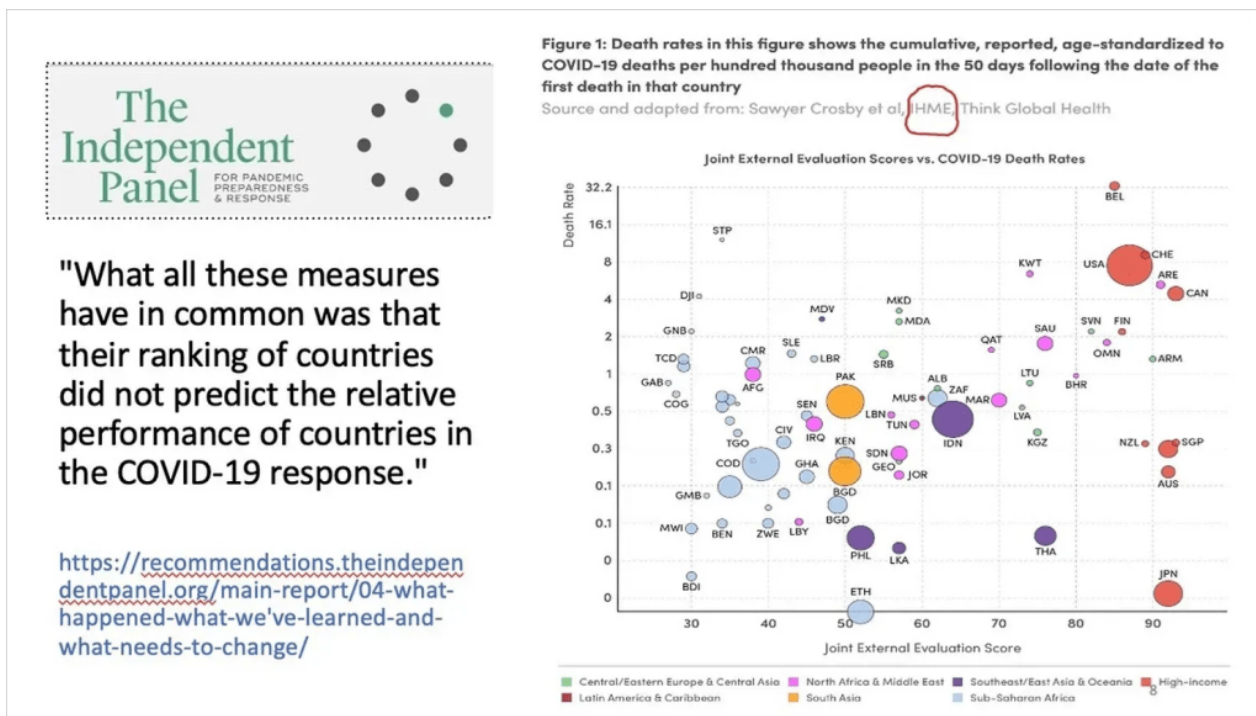 The
Independent
Panel
FOR PANDEMIC
PREPAREDNESS
& RESPONSE
"What all these measures
have in common was that
their ranking of countries
did not predict the relative
performance of countries in
the COVID-19 response."
https://recommendations.theindepen
dentpanel.org/main-report/04-what-
happened-what-we've-learned-and-
what-needs-to-change/
Figure 1: Death rates in this figure shows the cumulative, reported, age-standardized to
COVID-19 deaths per hundred thousand people in the 50 days following the date of the
first death in that country
Source and adapted from: Sawyer Crosby et al, IHME, Think Global Health
Joint External Evaluation Scores vs. COVID-19 Death Rates
Death Rate
32.2
BEL
16,1
STP
8
KWT
USA
CHE
ARE
CAN
4
DJI
MDV
MKD
MDA
2
GNB
SLE
QAT
SAU
SVN
FIN
OMN
TCD
CMR
LBR
SRB
ARM
1
GAB
AFG
PAK
ALB
ZAF
LTU
BHR
COG
MUS
MAR
0.5
SEN
LBN
TUN
LVA
TGO
CIV
IRQ
KEN
IDN
KGZ
NZL
SGP
0.3
COD
GHA
SDN
GEO
JOR
AUS
0.1
GMB
BGD
BGD
0.1
MWI
BEN
ZWE
LBY
PHL
LKA
THA
0
BDI
ETH
JPN
0
30 40 50 60 70 80 90
Joint External Evaluation Score
Central/Eastern Europe & Central Asia North Africa & Middle East Southeast/East Asia & Oceania High-income
Latin America & Caribbean South Asia Sub-Saharan Africa
8